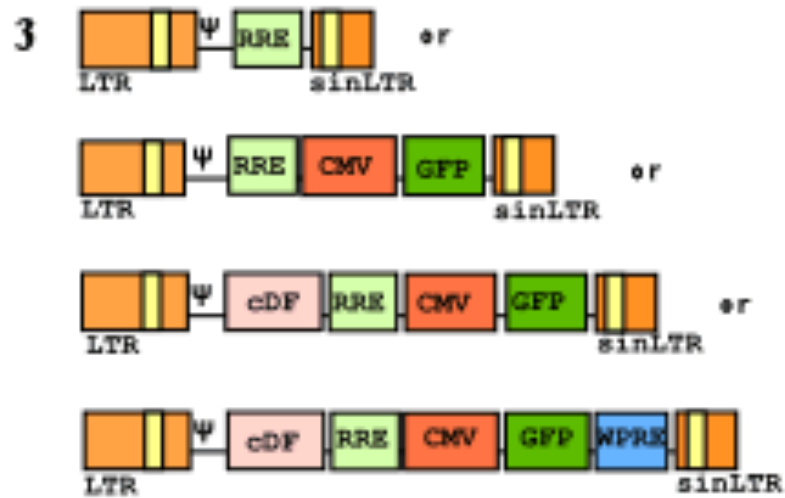 3 Ψ RRE or
LTR sinLTR
Ψ RRE CMV GFP or
LTR sinLTR
Ψ cDF RRE CMV GFP or
LTR sinLTR
Ψ cDF RRE CMV GFP WPRE
LTR sinLTR